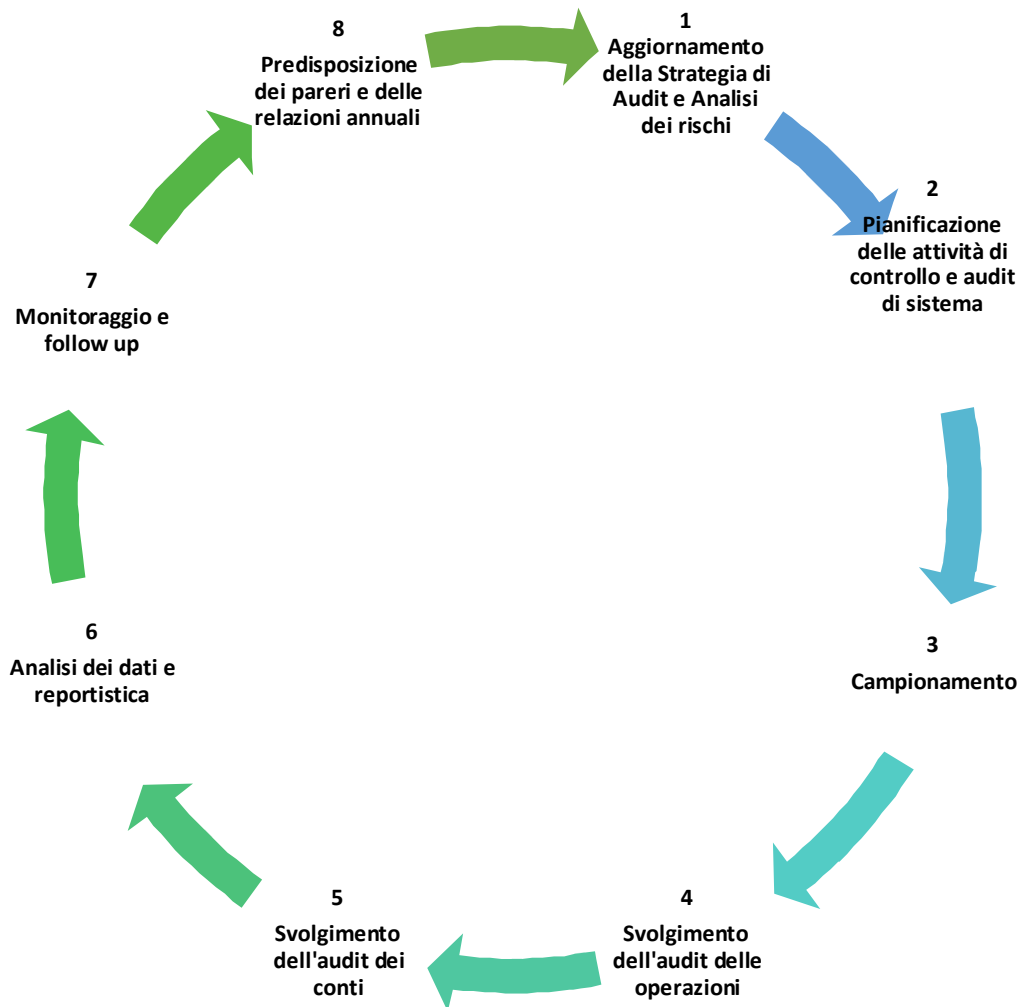 1
Aggiornamento
della Strategia di
Audit e Analisi
dei rischi
2
Pianificazione
delle attività di
controllo e audit
di sistema
3
Campionamento
4
Svolgimento
dell'audit delle
operazioni
5
Svolgimento
dell'audit dei
conti
6
Analisi dei dati e
reportistica
7
Monitoraggio e
follow up
8
Predisposizione
dei pareri e delle
relazioni annuali